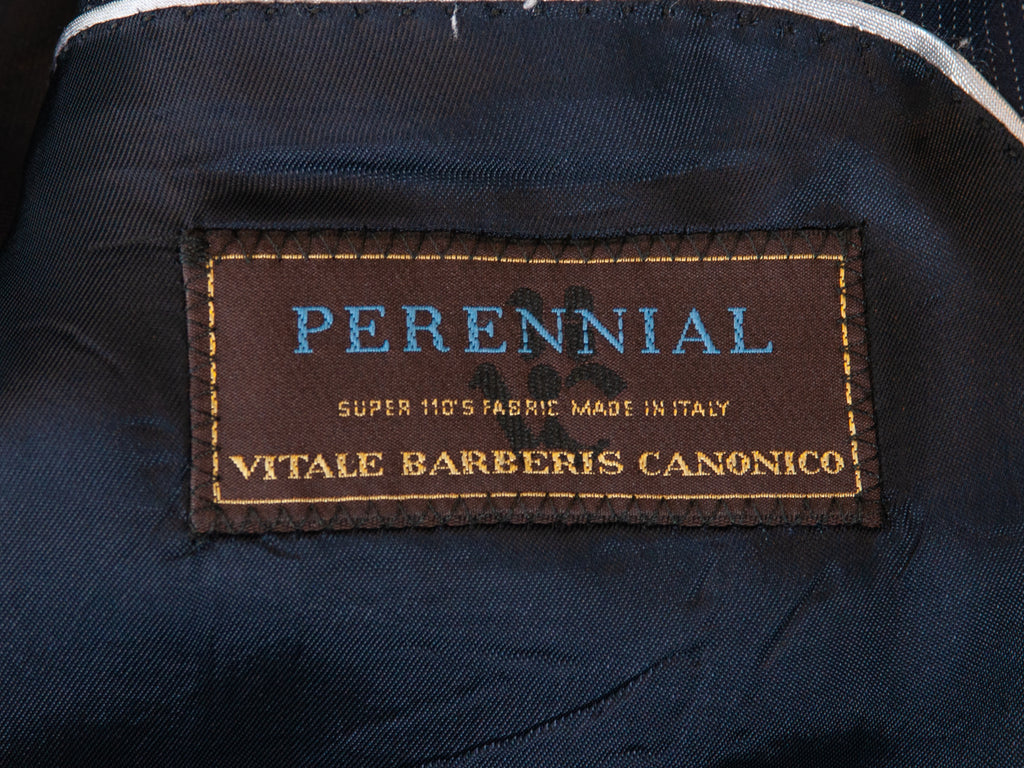 PERENNIAL
SUPER 110'S FABRIC MADE IN ITALY
VITALE BARBERIS CANONICO